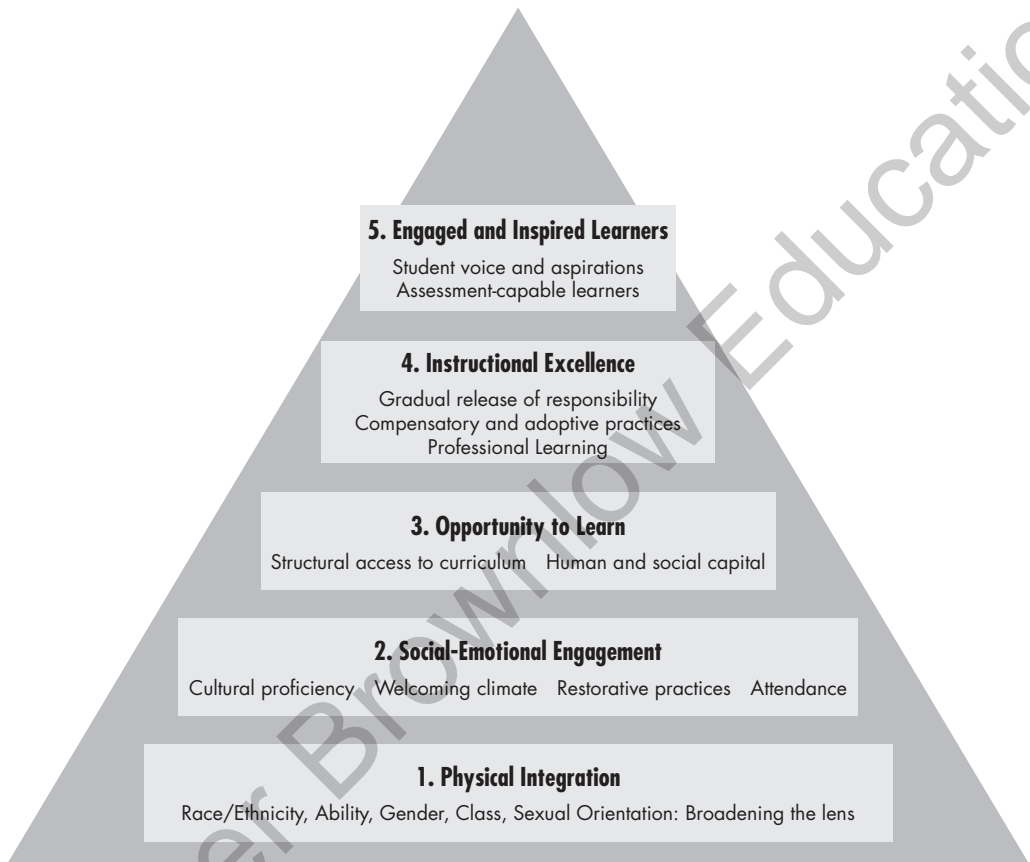 5. Engaged and Inspired Learners
Student voice and aspirations
Assessment-capable learners
4. Instructional Excellence
Gradual release of responsibility
Compensatory and adoptive practices
Professional Learning
3. Opportunity to Learn
Structural access to curriculum Human and social capital
2. Social-Emotional Engagement
Cultural proficiency Welcoming climate Restorative practices Attendance
1. Physical Integration
Race/Ethnicity, Ability, Gender, Class, Sexual Orientation: Broadening the lens
Brownlow